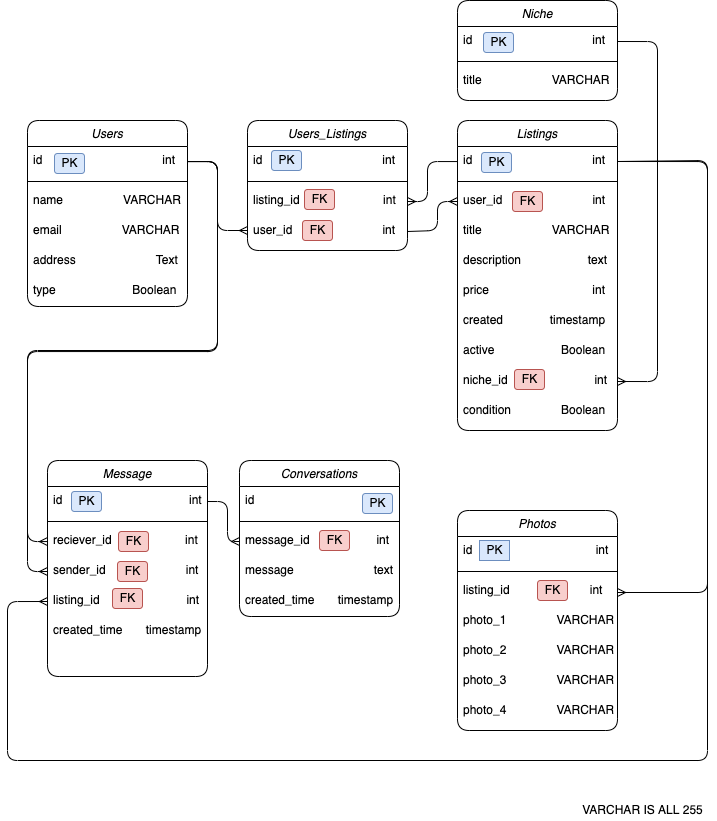 Niche
id PK int
title VARCHAR
Users
id PK int
name VARCHAR
email VARCHAR
address Text
type Boolean
Users_Listings
id PK int
listing_id FK int
user_id FK int
Listings
id PK int
user_id FK int
title VARCHAR
description text
price int
created timestamp
active Boolean
niche_id FK int
condition Boolean
Message
id PK int
reciever_id FK int
sender_id FK int
listing_id FK int
created_time timestamp
Conversations
id PK
message_id FK int
message text
created_time timestamp
Photos
id PK int
listing_id FK int
photo_1 VARCHAR
photo_2 VARCHAR
photo_3 VARCHAR
photo_4 VARCHAR
VARCHAR IS ALL 255